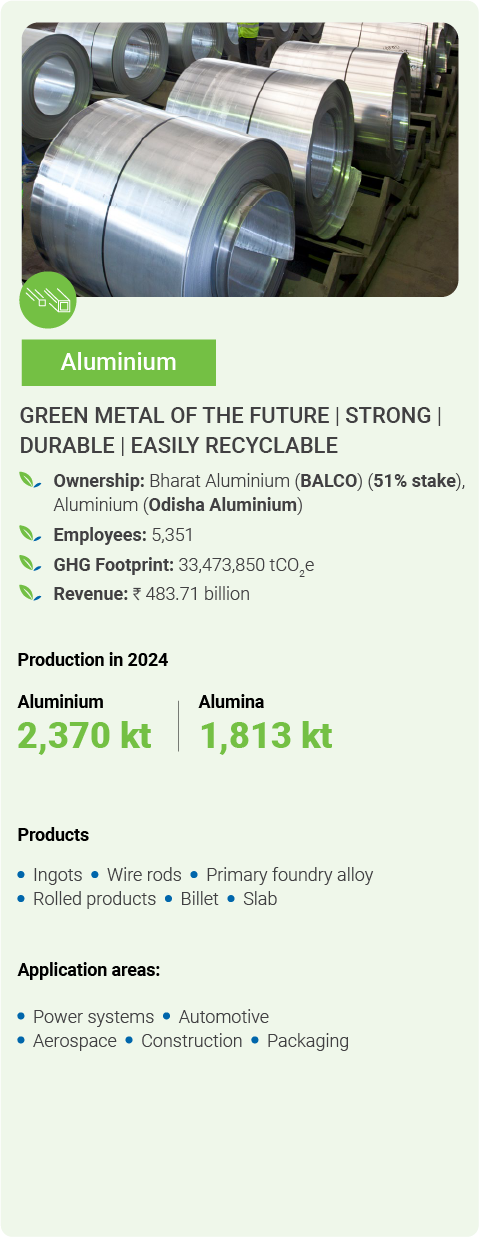 Aluminium
GREEN METAL OF THE FUTURE | STRONG |
DURABLE | EASILY RECYCLABLE
Ownership: Bharat Aluminium (BALCO) (51% stake),
Aluminium (Odisha Aluminium)
Employees: 5,351
GHG Footprint: 33,473,850 tCO₂e
Revenue: ₹ 483.71 billion
Production in 2024
Aluminium Alumina
2,370 kt 1,813 kt
Products
• Ingots • Wire rods • Primary foundry alloy
• Rolled products • Billet • Slab
Application areas:
• Power systems • Automotive
• Aerospace • Construction • Packaging